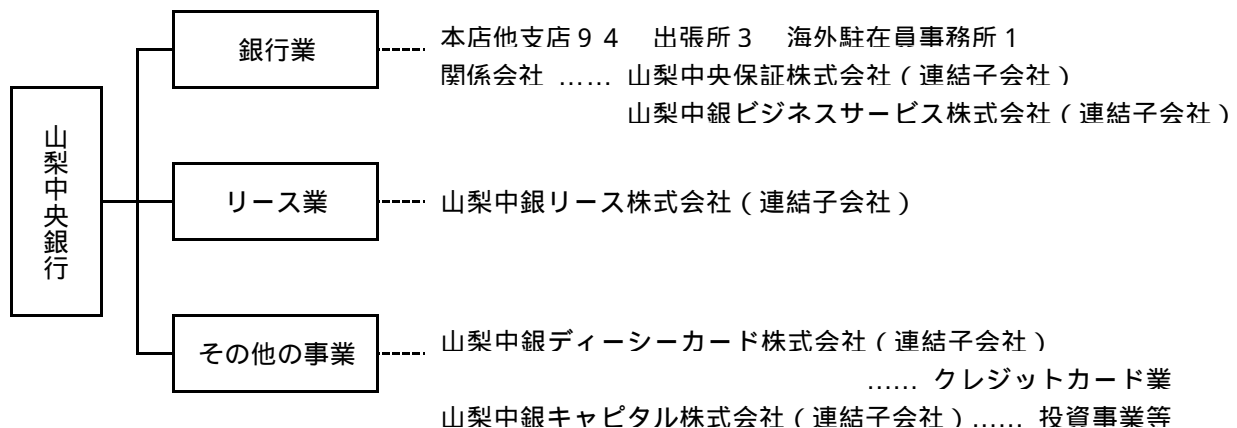 山梨中央銀行
銀行業
本店他支店94　出張所3　海外駐在員事務所1
関係会社 …… 山梨中央保証株式会社(連結子会社)
山梨中銀ビジネスサービス株式会社(連結子会社)
リース業
山梨中銀リース株式会社(連結子会社)
その他の事業
山梨中銀ディーシーカード株式会社(連結子会社)
…… クレジットカード業
山梨中銀キャピタル株式会社(連結子会社)…… 投資事業等